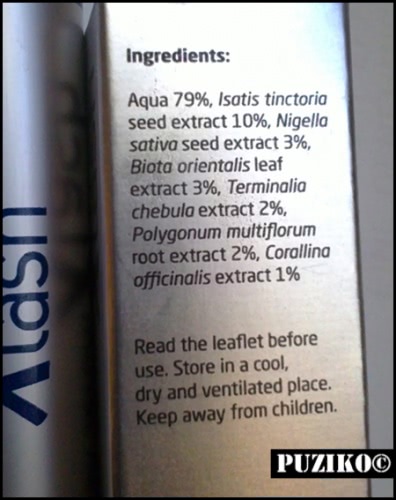 Ingredients:
Aqua 79%, Isatis tinctoria
seed extract 10%, Nigella
sativa seed extract 3%,
Biota orientalis leaf
extract 3%, Terminalia
chebula extract 2%,
Polygonum multiflorum
root extract 2%, Corallina
officinalis extract 1%
Read the leaflet before
use. Store in a cool,
dry and ventilated place.
Keep away from children.
PUZIKO©